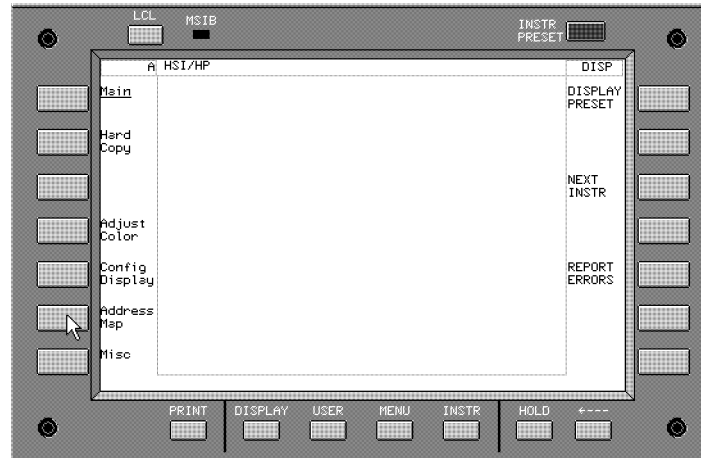 LCL
MSIB
INSTR
PRESET
A HSI/HP
DISP
Main
Hard
Copy
Adjust
Color
Config
Display
Address
Map
Misc
DISPLAY
PRESET
NEXT
INSTR
REPORT
ERRORS
PRINT
DISPLAY
USER
MENU
INSTR
HOLD
←---